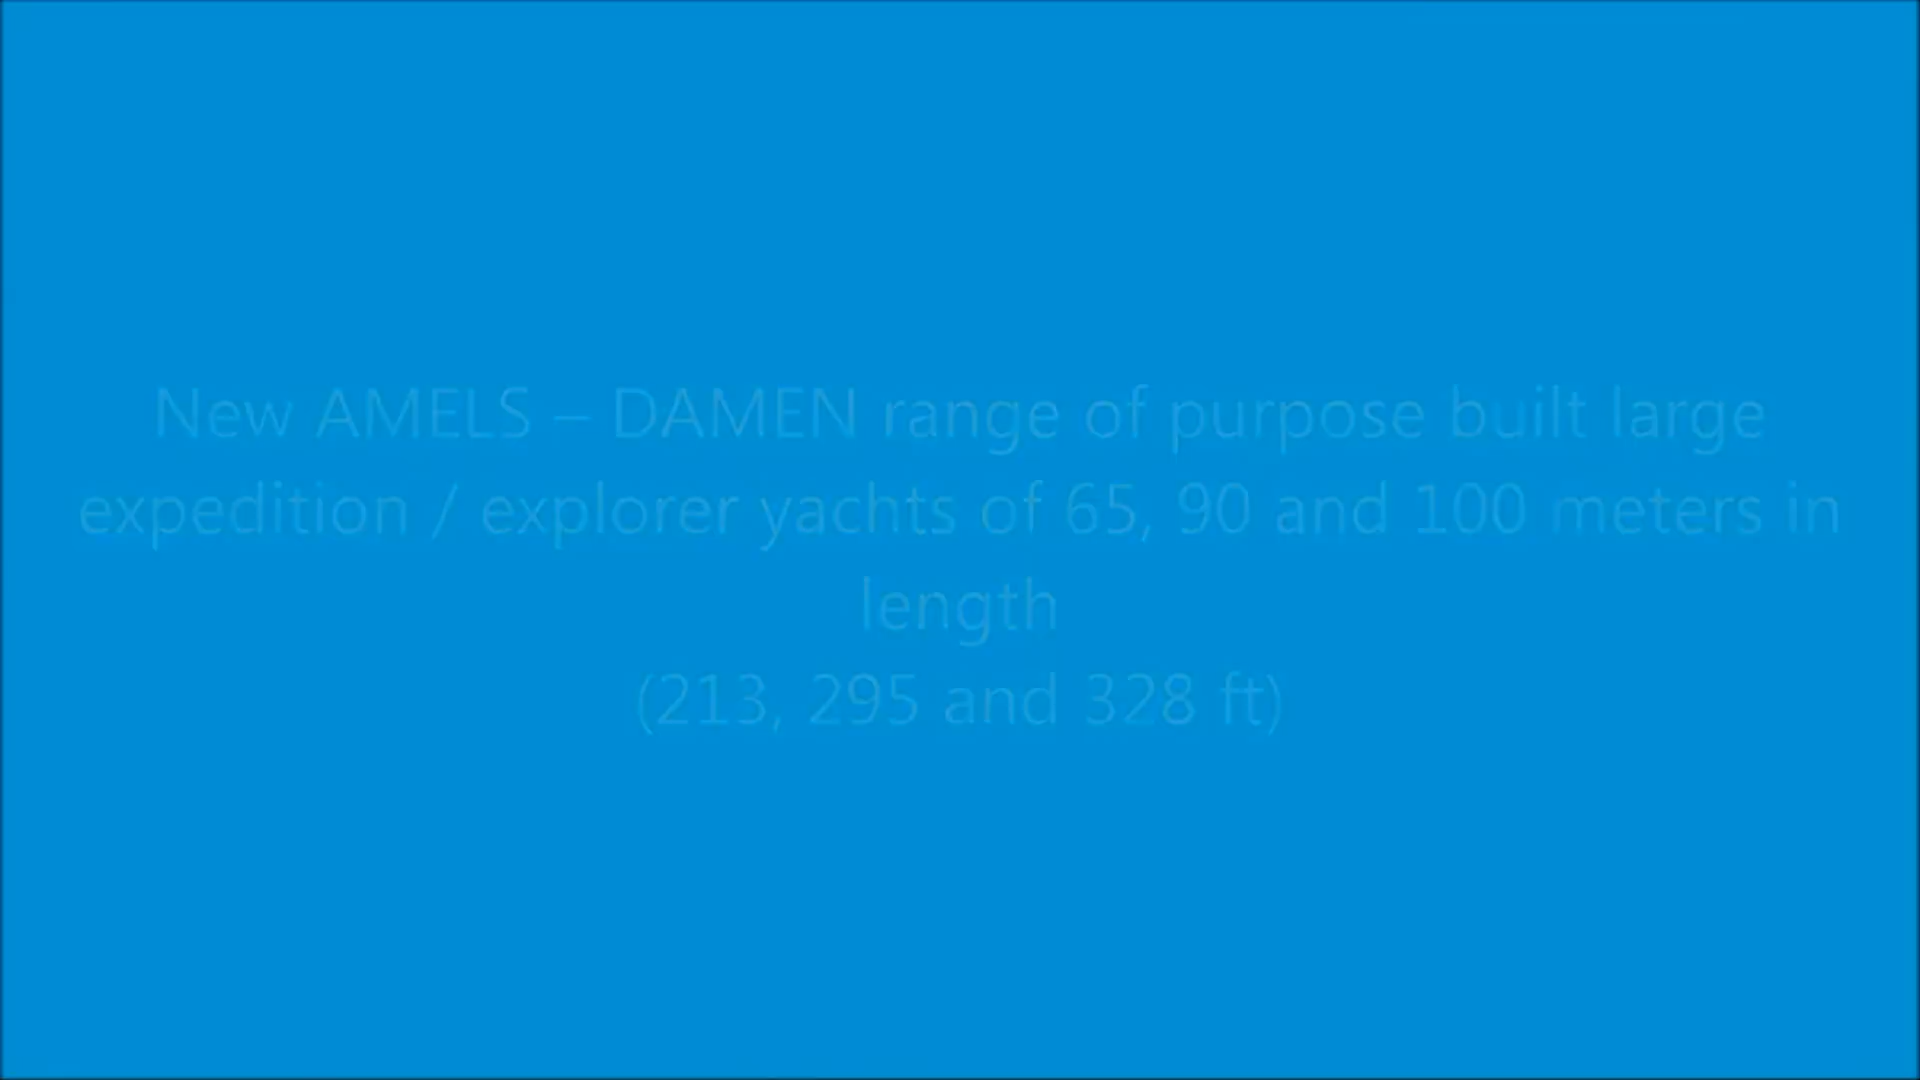 New AMELS – DAMEN range of purpose built large
expedition / explorer yachts of 65, 90 and 100 meters in
length
(213, 295 and 328 ft)